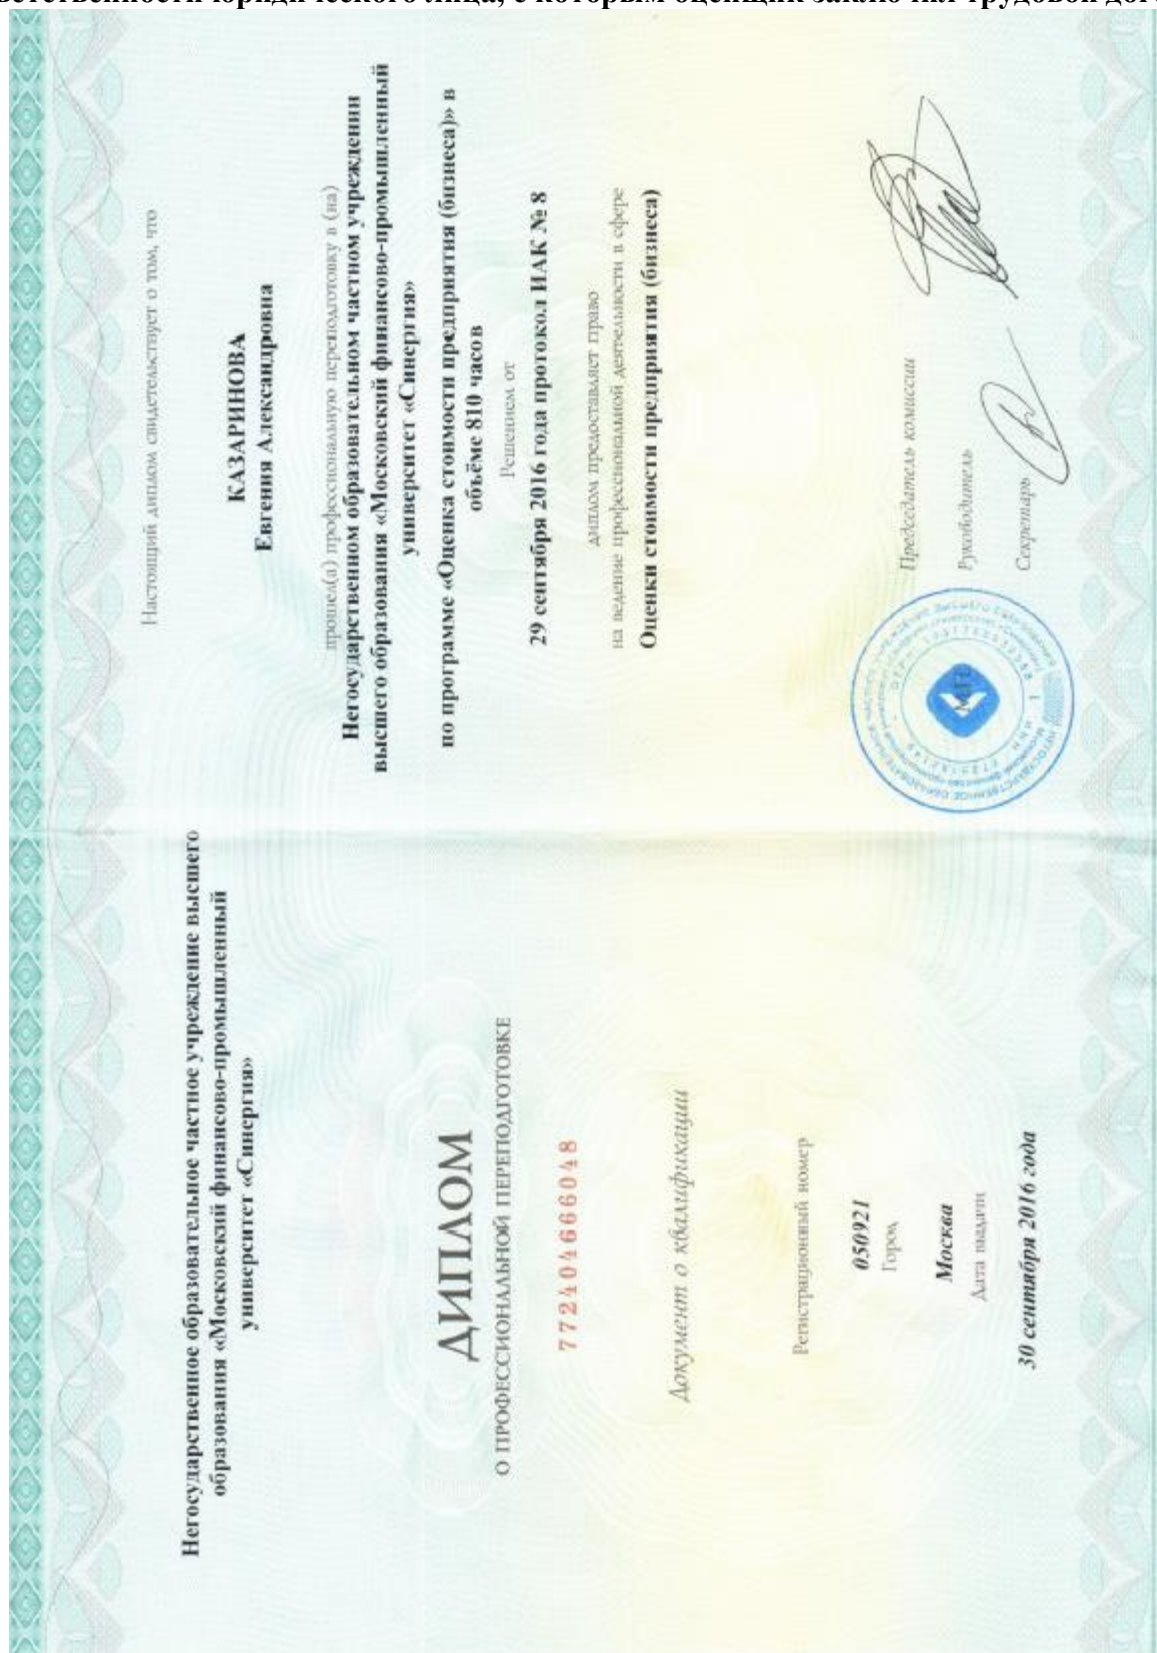 ветственности юридического лица, с которым оценщик заключил трудовой дог
Негосударственное образовательное частное учреждение высшего
образования «Московский финансово-промышленный
университет «Синергия»
ДИПЛОМ
О ПРОФЕССИОНАЛЬНОЙ ПЕРЕПОДГОТОВКЕ
772404666048
Документ о квалификации
Регистрационный номер
050921
Город
Москва
Дата выдачи
30 сентября 2016 года
Настоящий диплом свидетельствует о том, что
КАЗАРИНОВА
Евгения Александровна
прошел(а) профессиональную переподготовку в (на)
Негосударственном образовательном частном учреждении
высшего образования «Московский финансово-промышленный
университет «Синергия»
по программе «Оценка стоимости предприятия (бизнеса)» в
объёме 810 часов
Решением от
29 сентября 2016 года протокол ИАК № 8
диплом предоставляет право
на ведение профессиональной деятельности в сфере
Оценки стоимости предприятия (бизнеса)
Председатель комиссии
Руководитель
Секретарь
М.П.